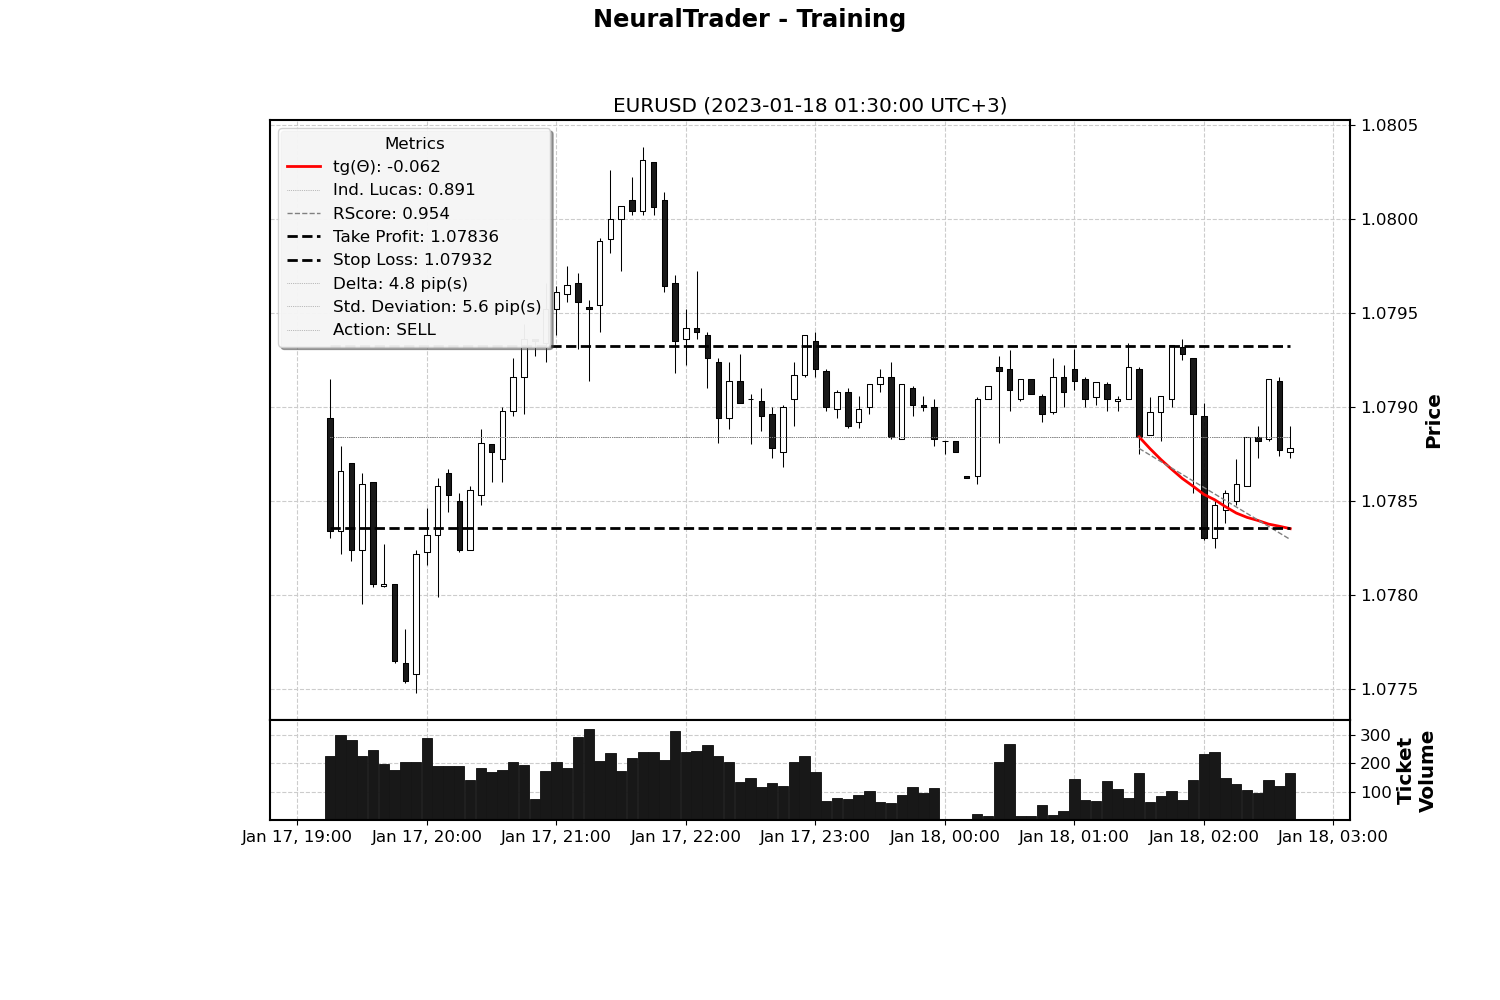 NeuralTrader - Training
EURUSD (2023-01-18 01:30:00 UTC+3)
Metrics
tg(Θ): -0.062
Ind. Lucas: 0.891
RScore: 0.954
Take Profit: 1.07836
Stop Loss: 1.07932
Delta: 4.8 pip(s)
Std. Deviation: 5.6 pip(s)
Action: SELL
1.0805
1.0800
1.0795
1.0790
1.0785
1.0780
1.0775
Price
300
200
100
Ticket
Volume
Jan 17, 19:00
Jan 17, 20:00
Jan 17, 21:00
Jan 17, 22:00
Jan 17, 23:00
Jan 18, 00:00
Jan 18, 01:00
Jan 18, 02:00
Jan 18, 03:00